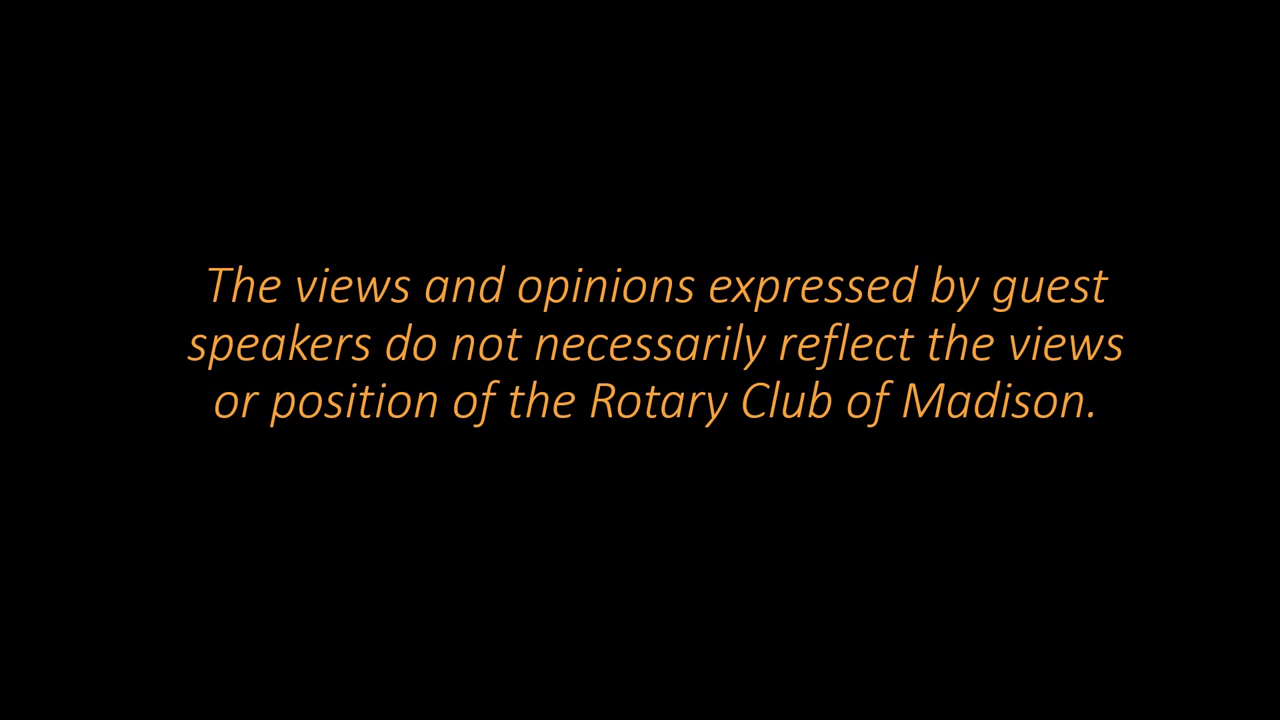 The views and opinions expressed by guest
speakers do not necessarily reflect the views
or position of the Rotary Club of Madison.